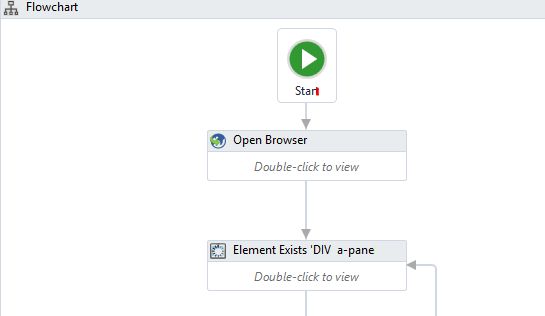 Flowchart
Start
Open Browser
Double-click to view
Element Exists 'DIV  a-pane
Double-click to view